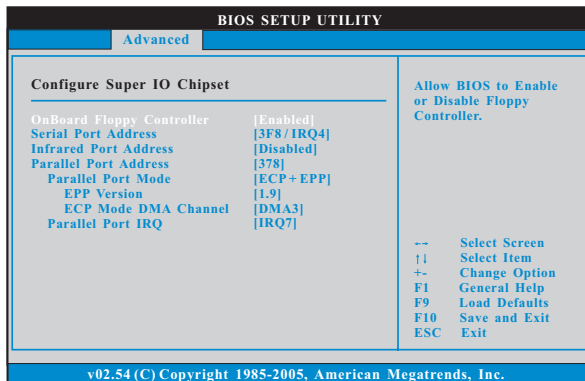 BIOS SETUP UTILITY
Advanced
Configure Super IO Chipset
OnBoard Floppy Controller [Enabled]
Serial Port Address [3F8 / IRQ4]
Infrared Port Address [Disabled]
Parallel Port Address [378]
Parallel Port Mode [ECP + EPP]
EPP Version [1.9]
ECP Mode DMA Channel [DMA3]
Parallel Port IRQ [IRQ7]
Allow BIOS to Enable
or Disable Floppy
Controller.
←→ Select Screen
↑↓ Select Item
+- Change Option
F1 General Help
F9 Load Defaults
F10 Save and Exit
ESC Exit
v02.54 (C) Copyright 1985-2005, American Megatrends, Inc.